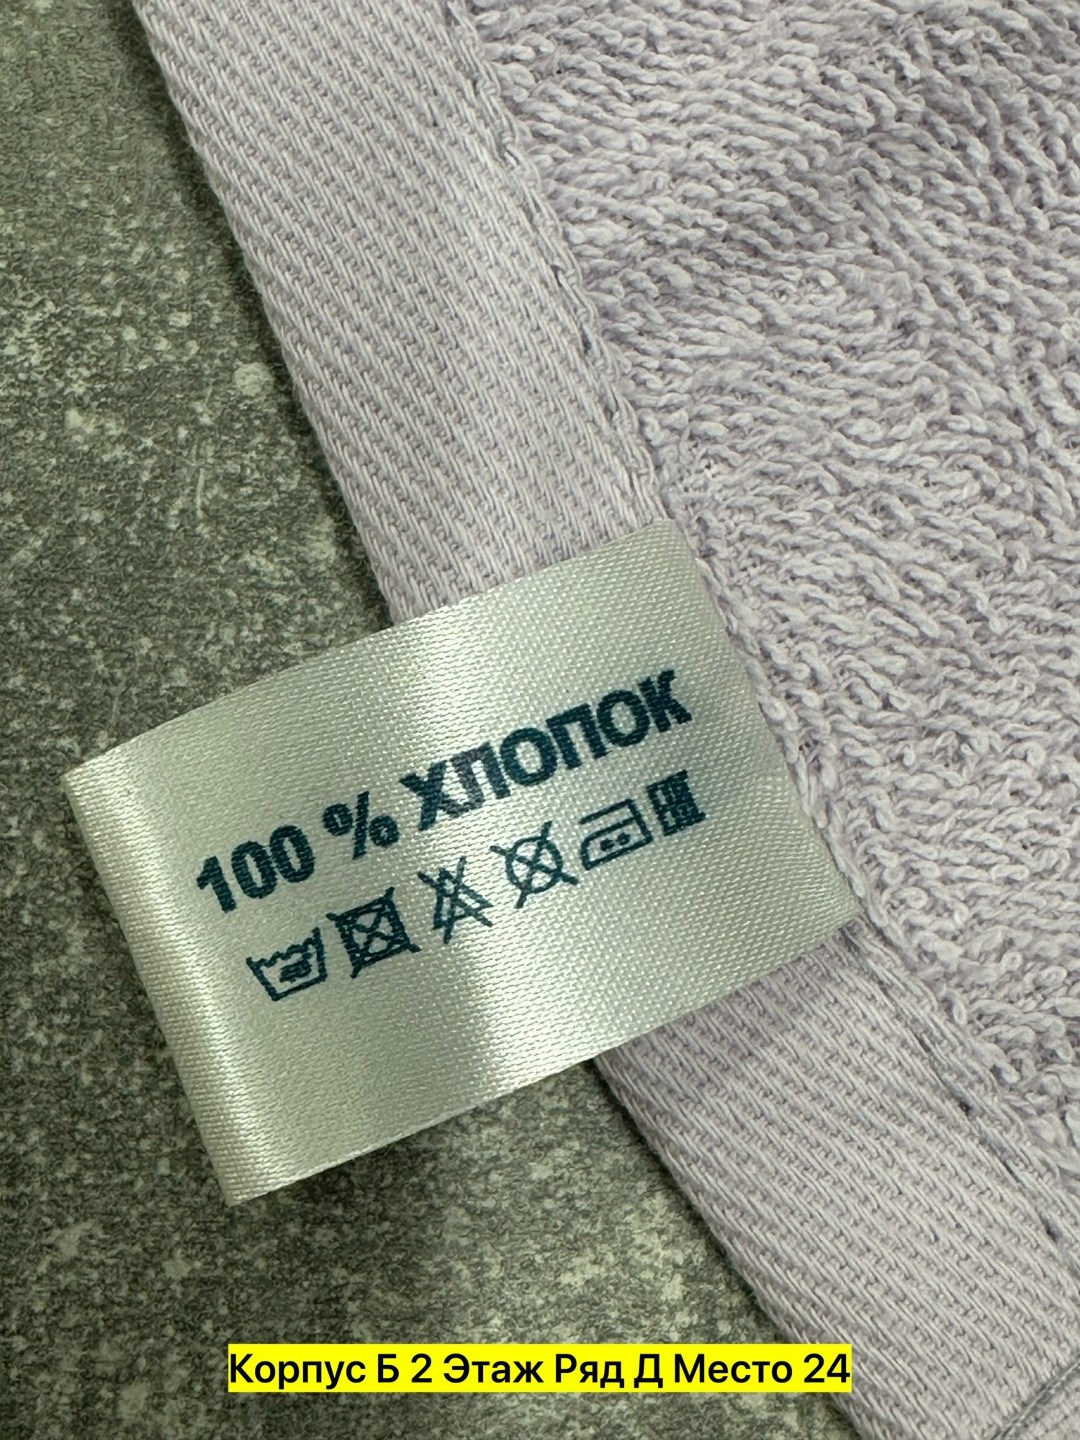 100 % ХЛОПОК
Корпус Б 2 Этаж Ряд Д Место 24